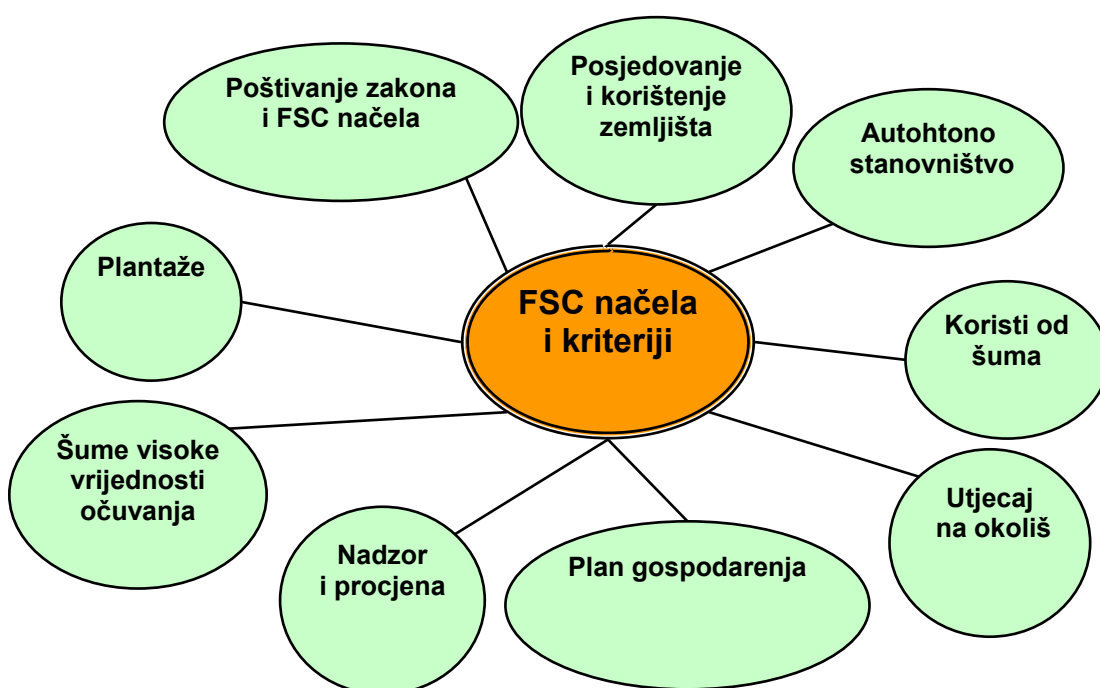 Poštivanje zakona
i FSC načela
Posjedovanje
i korištenje
zemljišta
Autohtono
stanovništvo
Plantaže
FSC načela
i kriteriji
Koristi od
šuma
Šume visoke
vrijednosti
očuvanja
Utjecaj
na okoliš
Nadzor
i procjena
Plan gospodarenja